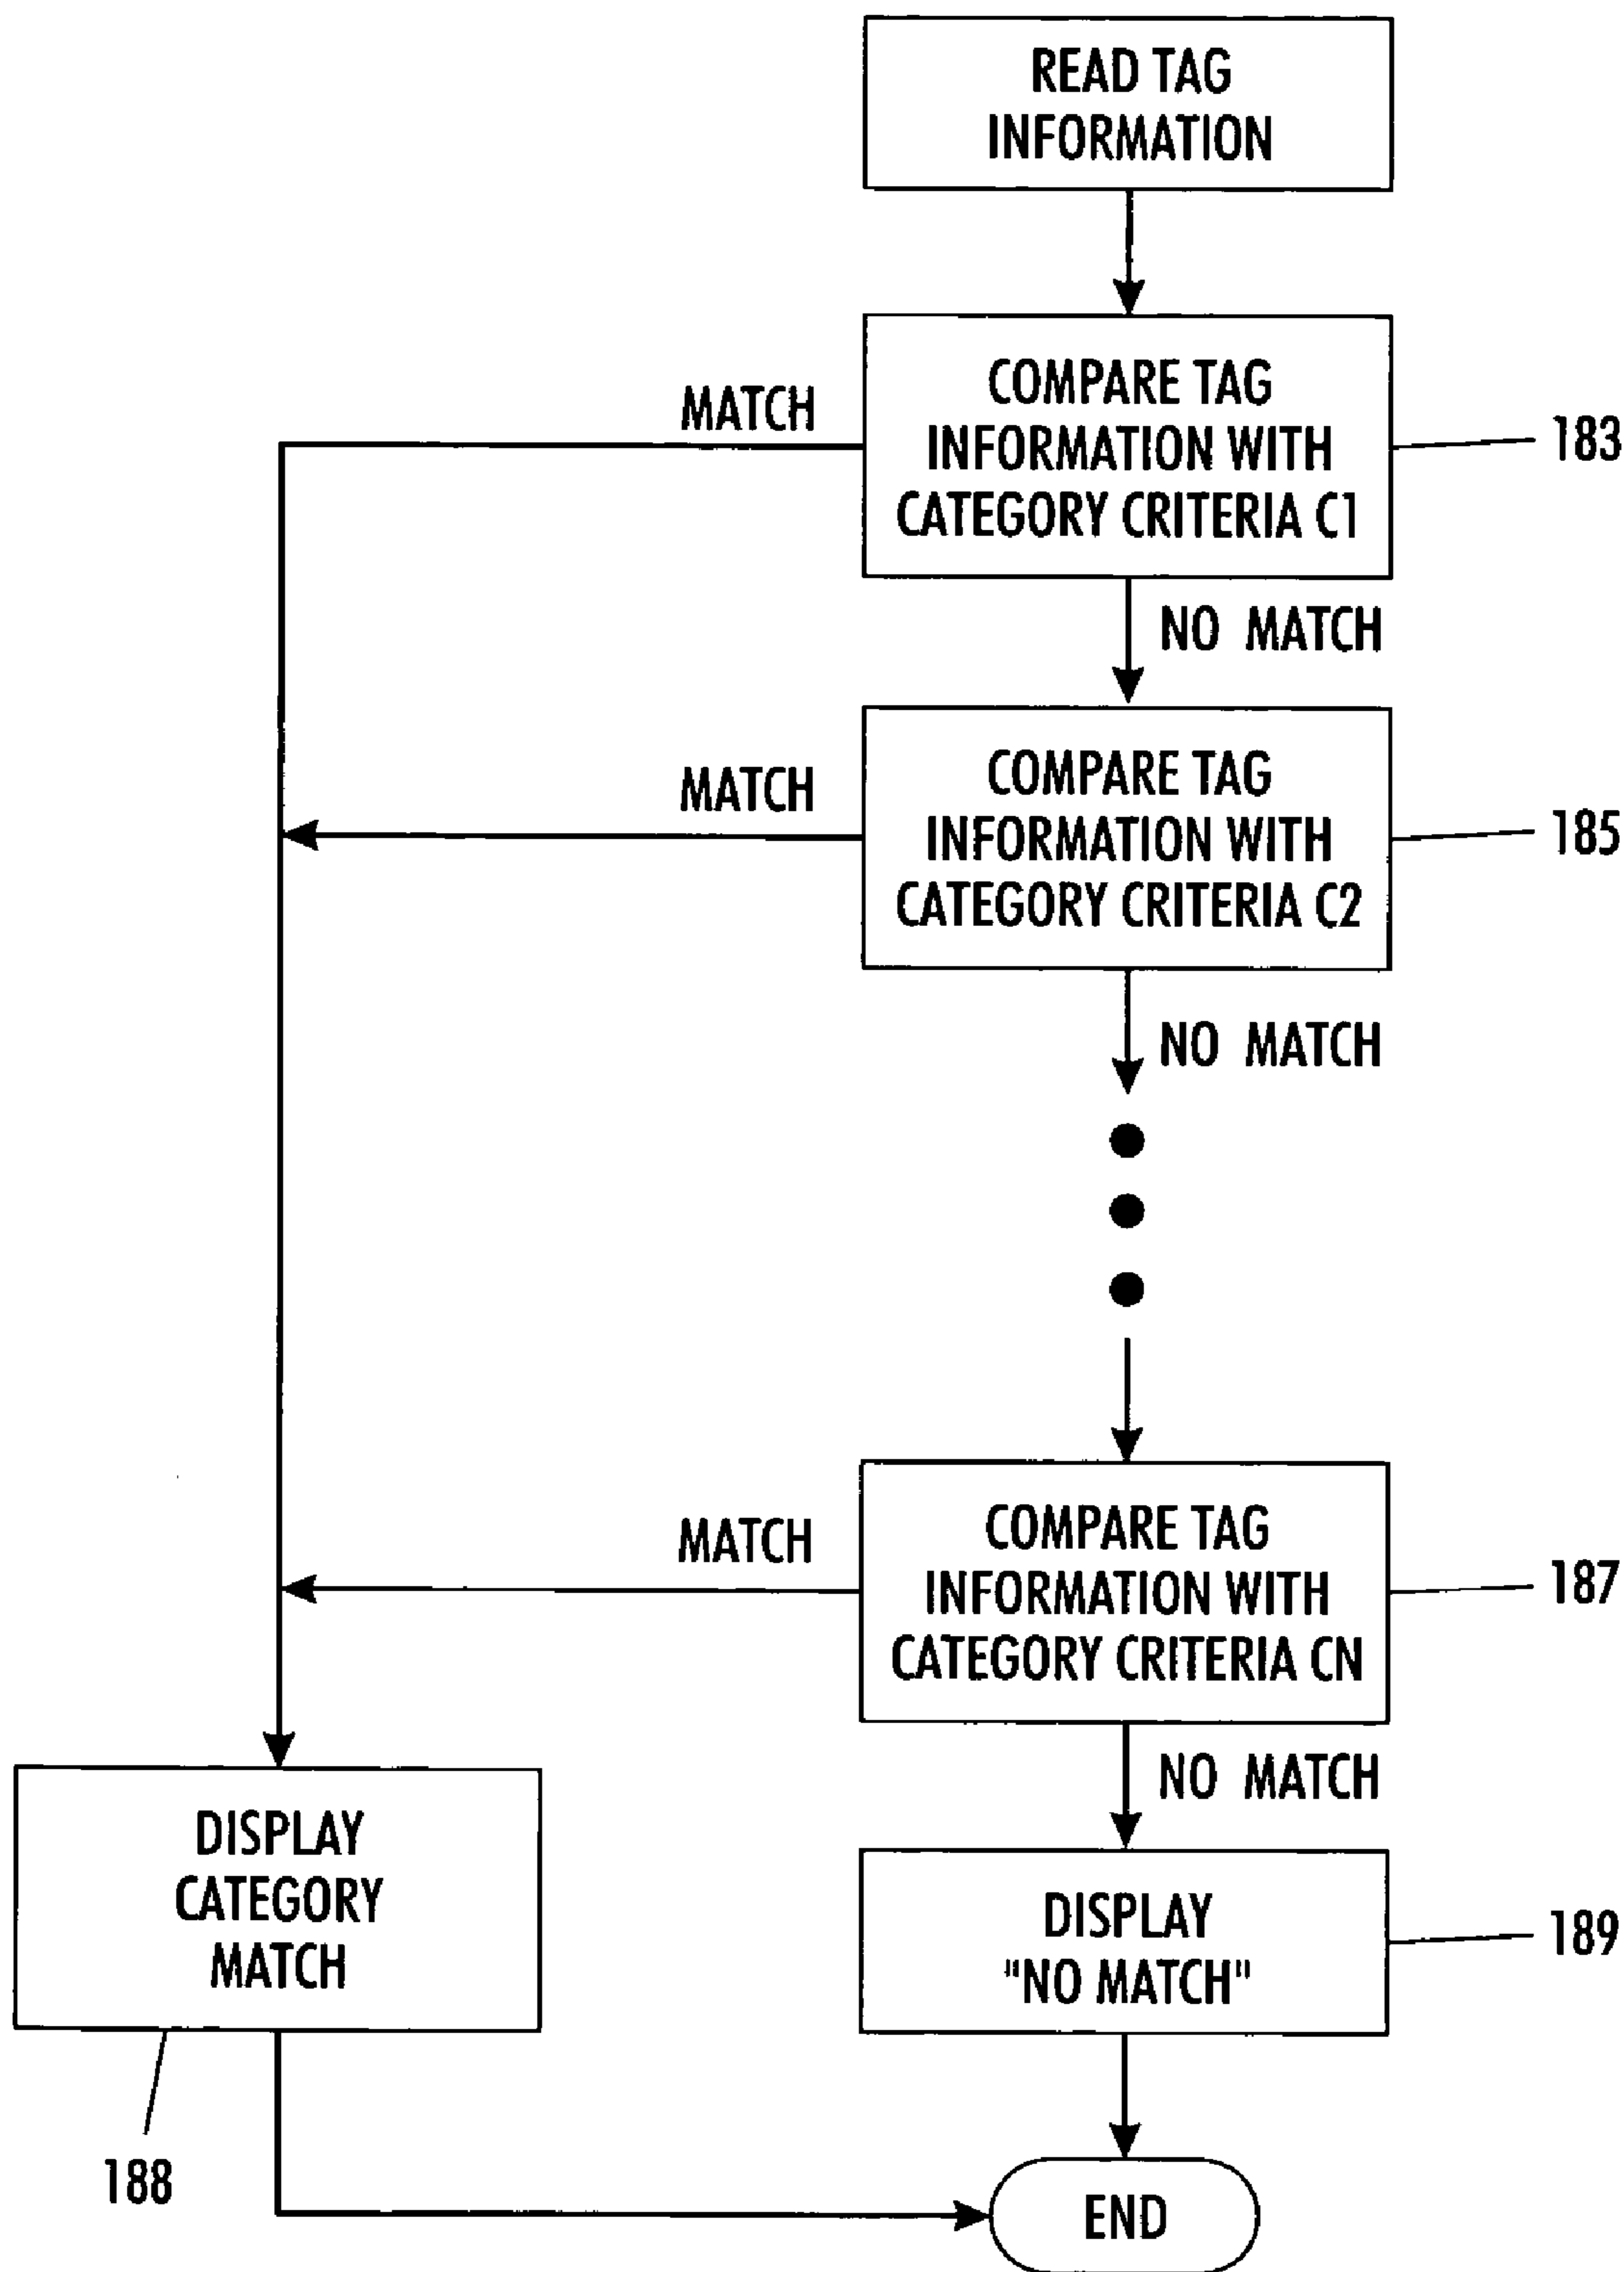 READ TAG
INFORMATION
MATCH
COMPARE TAG
INFORMATION WITH
CATEGORY CRITERIA C1
183
NO MATCH
MATCH
COMPARE TAG
INFORMATION WITH
CATEGORY CRITERIA C2
185
NO MATCH
MATCH
COMPARE TAG
INFORMATION WITH
CATEGORY CRITERIA CN
187
NO MATCH
DISPLAY
CATEGORY
MATCH
188
DISPLAY
"NO MATCH"
189
END